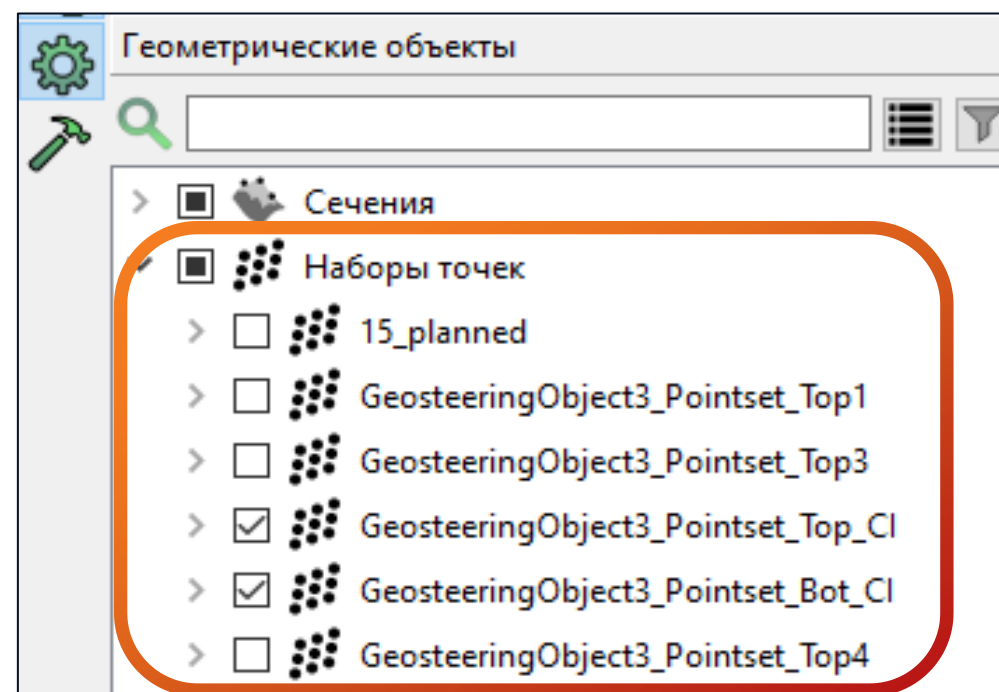 Геометрические объекты
Сечения
Наборы точек
15_planned
GeosteeringObject3_Pointset_Top1
GeosteeringObject3_Pointset_Top3
GeosteeringObject3_Pointset_Top_Cl
GeosteeringObject3_Pointset_Bot_Cl
GeosteeringObject3_Pointset_Top4